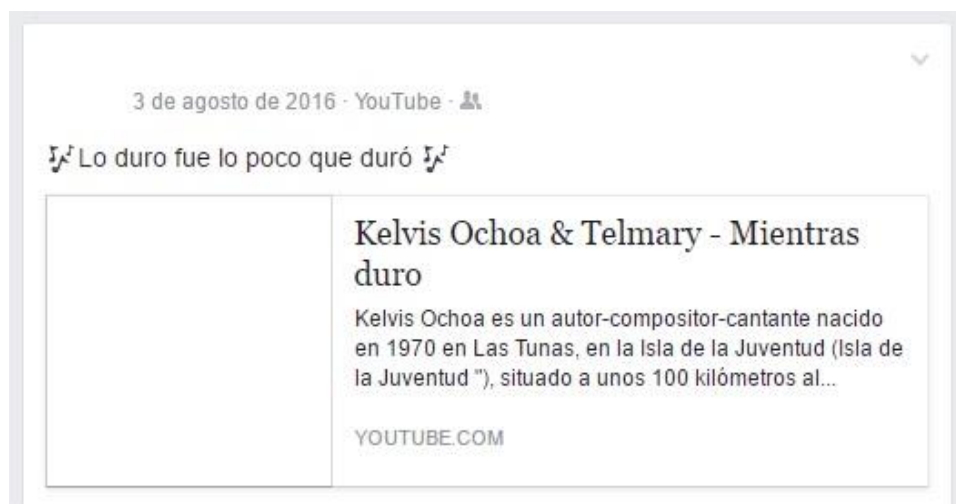 3 de agosto de 2016 · YouTube ·
🎶Lo duro fue lo poco que duró 🎶
Kelvis Ochoa & Telmary - Mientras
duro
Kelvis Ochoa es un autor-compositor-cantante nacido
en 1970 en Las Tunas, en la Isla de la Juventud (Isla de
la Juventud "), situado a unos 100 kilómetros al...
YOUTUBE.COM